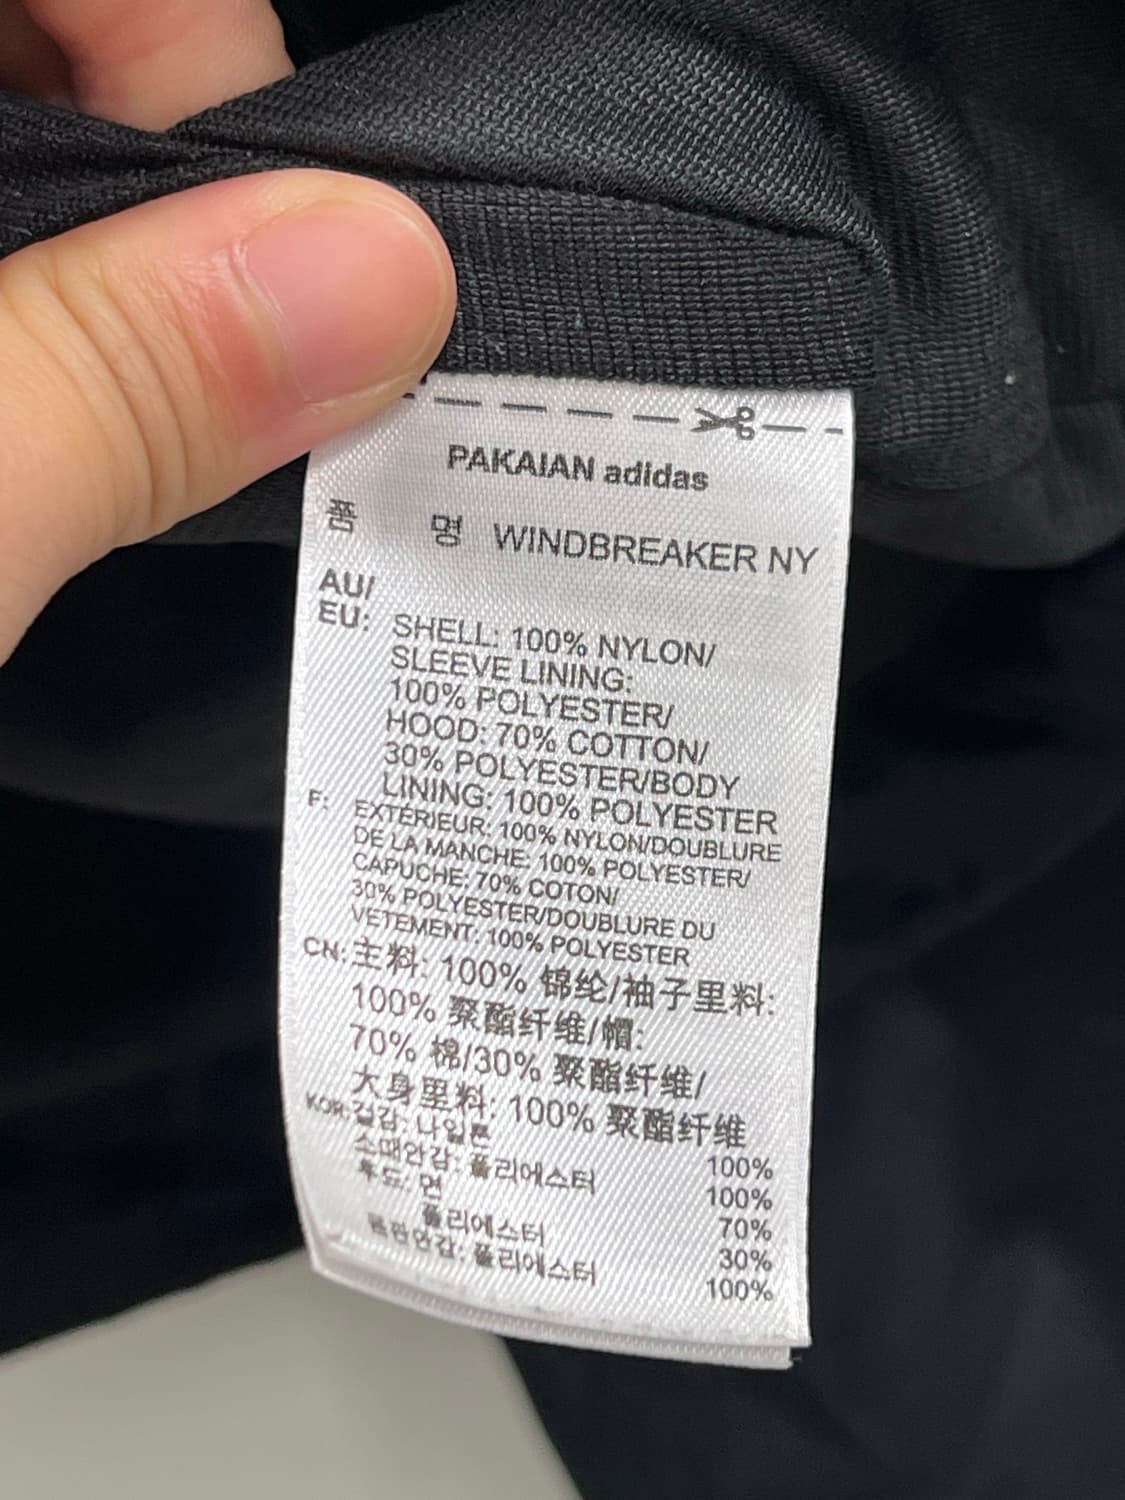 PAKAIAN adidas
품 명 WINDBREAKER NY
AU/
EU: SHELL: 100% NYLON/
SLEEVE LINING:
100% POLYESTER/
HOOD: 70% COTTON/
30% POLYESTER/BODY
LINING: 100% POLYESTER
F: EXTERIEUR: 100% NYLON/DOUBLURE
DE LA MANCHE: 100% POLYESTER/
CAPUCHE: 70% COTON/
30% POLYESTER/DOUBLURE DU
VETEMENT: 100% POLYESTER
CN: 主料: 100% 锦纶/袖子里料:
100% 聚酯纤维/帽:
70% 棉/30% 聚酯纤维/
大身里料: 100% 聚酯纤维
KOR: 겉감: 나일론 100%
소매안감: 폴리에스터 100%
후드: 면 70%
폴리에스터 30%
몸판안감: 폴리에스터 100%